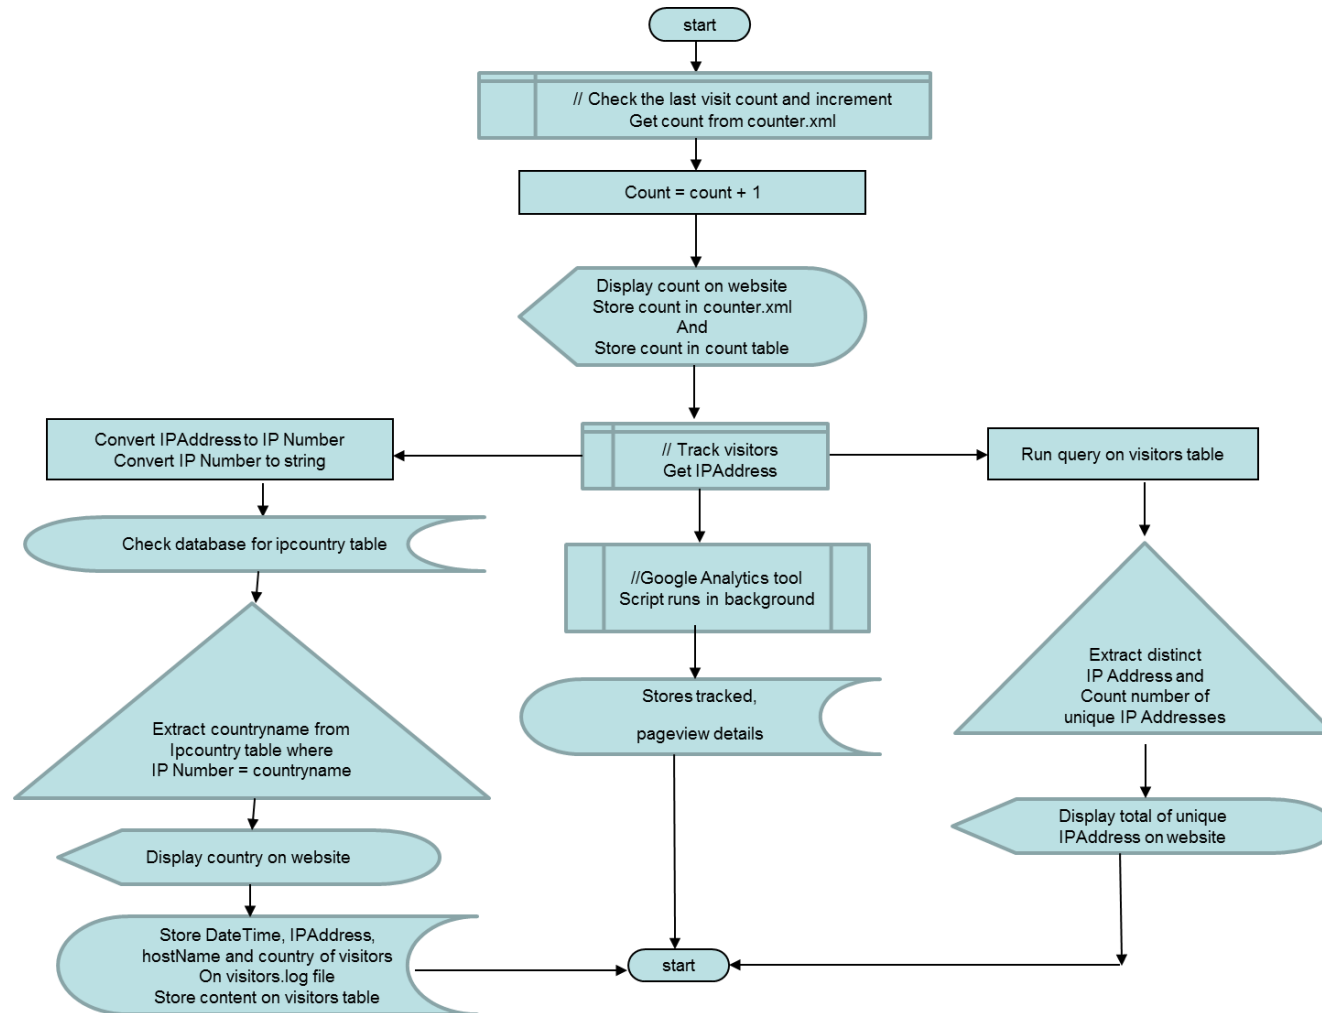 start
// Check the last visit count and increment
Get count from counter.xml
Count = count + 1
Display count on website
Store count in counter.xml
And
Store count in count table
Convert IPAddress to IP Number
Convert IP Number to string
// Track visitors
Get IPAddress
Run query on visitors table
Check database for ipcountry table
//Google Analytics tool
Script runs in background
Extract distinct
IP Address and
Count number of
unique IP Addresses
Stores tracked,
pageview details
Extract countryname from
Ipcountry table where
IP Number = countryname
Display total of unique
IPAddress on website
Display country on website
Store DateTime, IPAddress,
hostName and country of visitors
On visitors.log file
Store content on visitors table
start